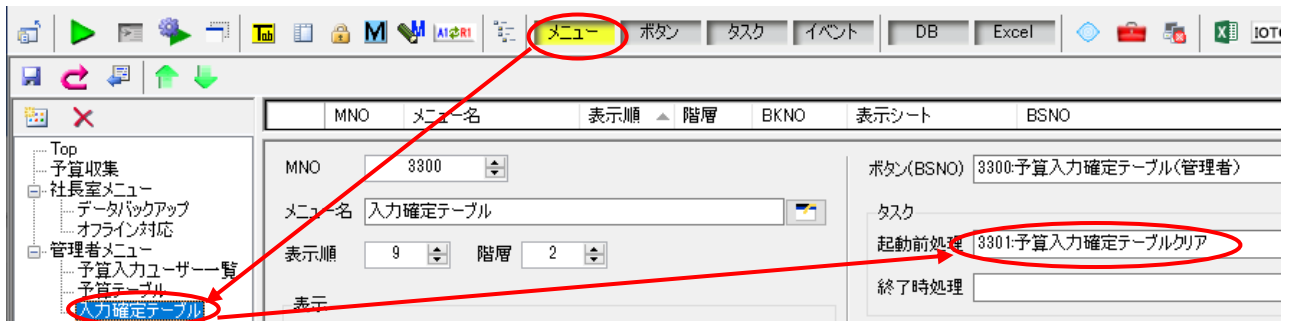 Tab M A1⇄R1 メニュー ボタン タスク イベント DB Excel
MNO メニュー名 表示順 階層 BKNO 表示シート BSNO
Top
予算収集
社長室メニュー
データバックアップ
オフライン対応
管理者メニュー
予算入力ユーザー一覧
予算テーブル
入力確定テーブル
MNO 3300
メニュー名 入力確定テーブル
表示順 9 階層 2
表示
ボタン(BSNO) 3300:予算入力確定テーブル(管理者)
タスク
起動前処理 3301:予算入力確定テーブルクリア
終了時処理